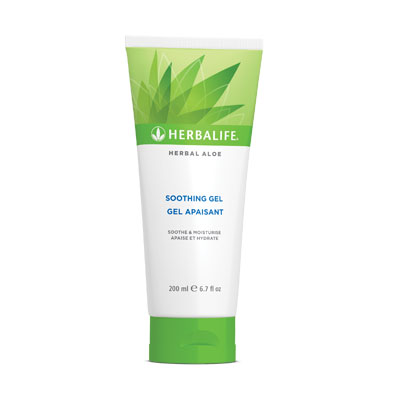 HERBALIFE
HERBAL ALOE
SOOTHING GEL
GEL APAISANT
SOOTHE & MOISTURISE
APAISE ET HYDRATE
200 ml ℮ 6.7 fl oz